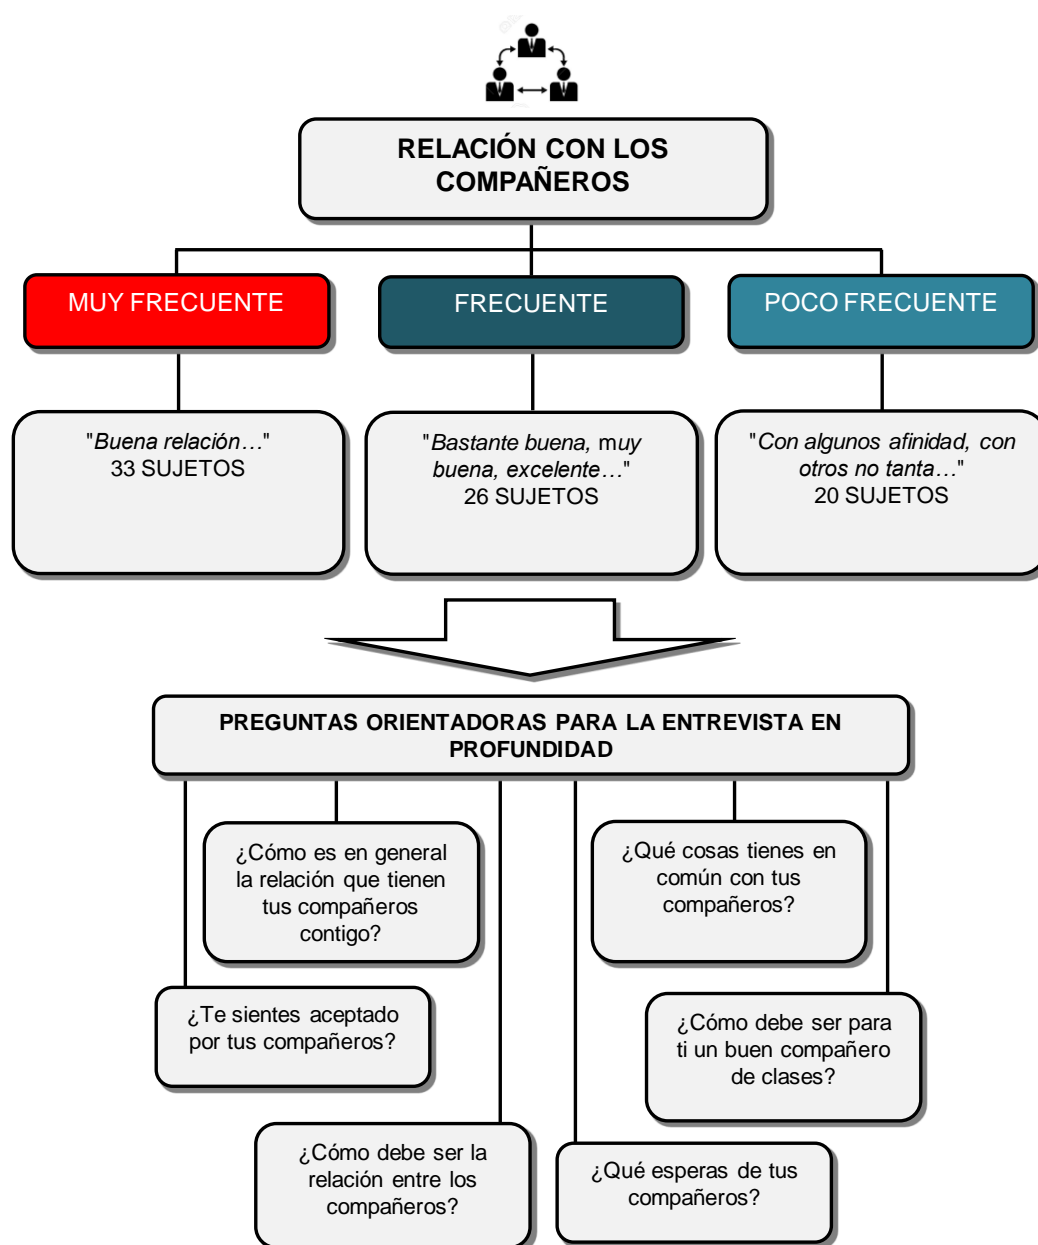 RELACIÓN CON LOS
COMPAÑEROS
MUY FRECUENTE
FRECUENTE
POCO FRECUENTE
"Buena relación…"
33 SUJETOS
"Bastante buena, muy
buena, excelente…"
26 SUJETOS
"Con algunos afinidad, con
otros no tanta…"
20 SUJETOS
PREGUNTAS ORIENTADORAS PARA LA ENTREVISTA EN
PROFUNDIDAD
¿Cómo es en general
la relación que tienen
tus compañeros
contigo?
¿Qué cosas tienes en
común con tus
compañeros?
¿Te sientes aceptado
por tus compañeros?
¿Cómo debe ser para
ti un buen compañero
de clases?
¿Cómo debe ser la
relación entre los
compañeros?
¿Qué esperas de tus
compañeros?